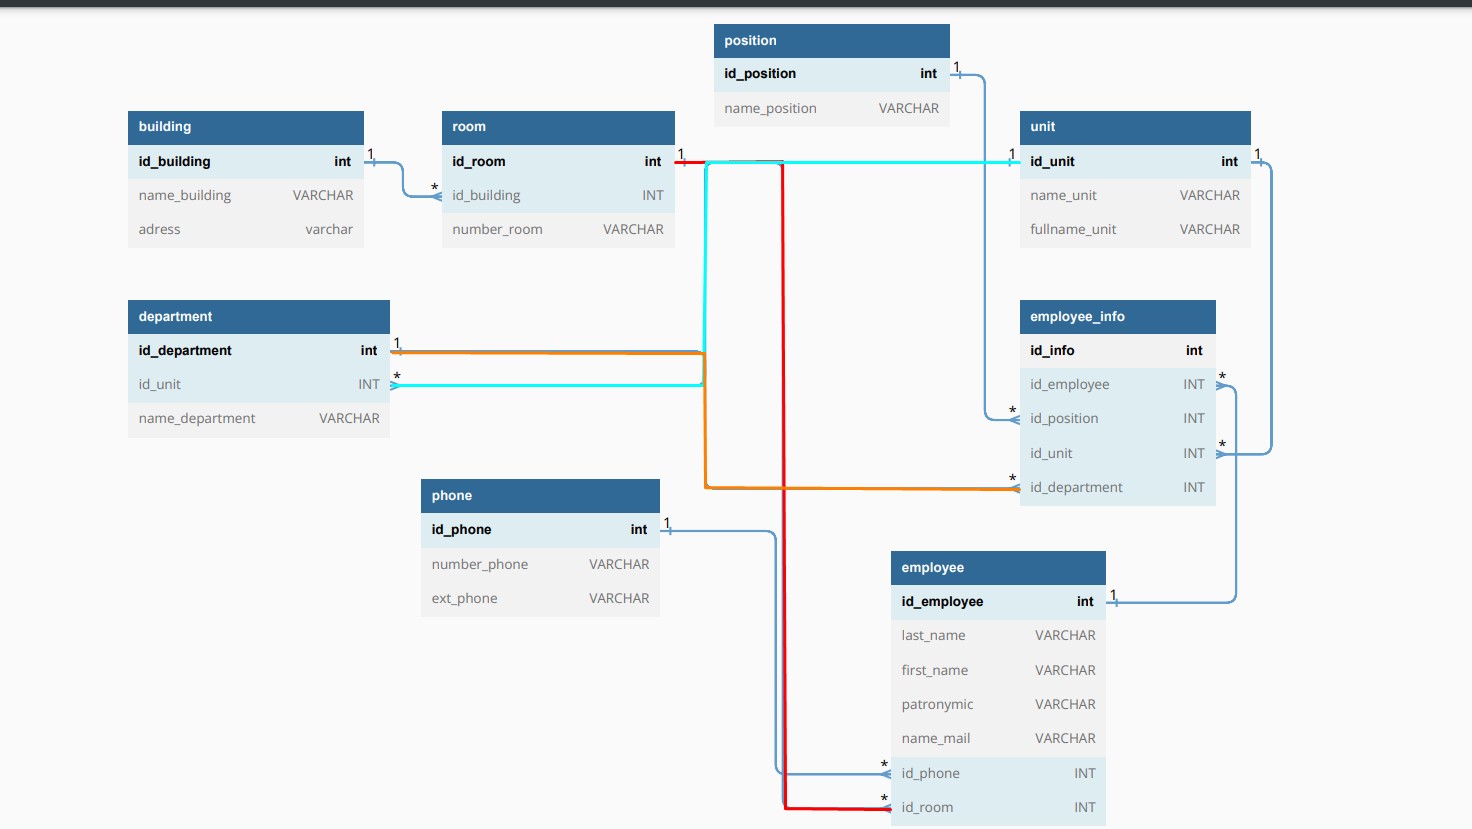 position
id_position int
name_position VARCHAR
building
id_building int
name_building VARCHAR
adress varchar
room
id_room int
id_building INT
number_room VARCHAR
unit
id_unit int
name_unit VARCHAR
fullname_unit VARCHAR
department
id_department int
id_unit INT
name_department VARCHAR
employee_info
id_info int
id_employee INT
id_position INT
id_unit INT
id_department INT
phone
id_phone int
number_phone VARCHAR
ext_phone VARCHAR
employee
id_employee int
last_name VARCHAR
first_name VARCHAR
patronymic VARCHAR
name_mail VARCHAR
id_phone INT
id_room INT
1
1
*
1
1
1
1
*
*
*
*
*
1
1
*
*